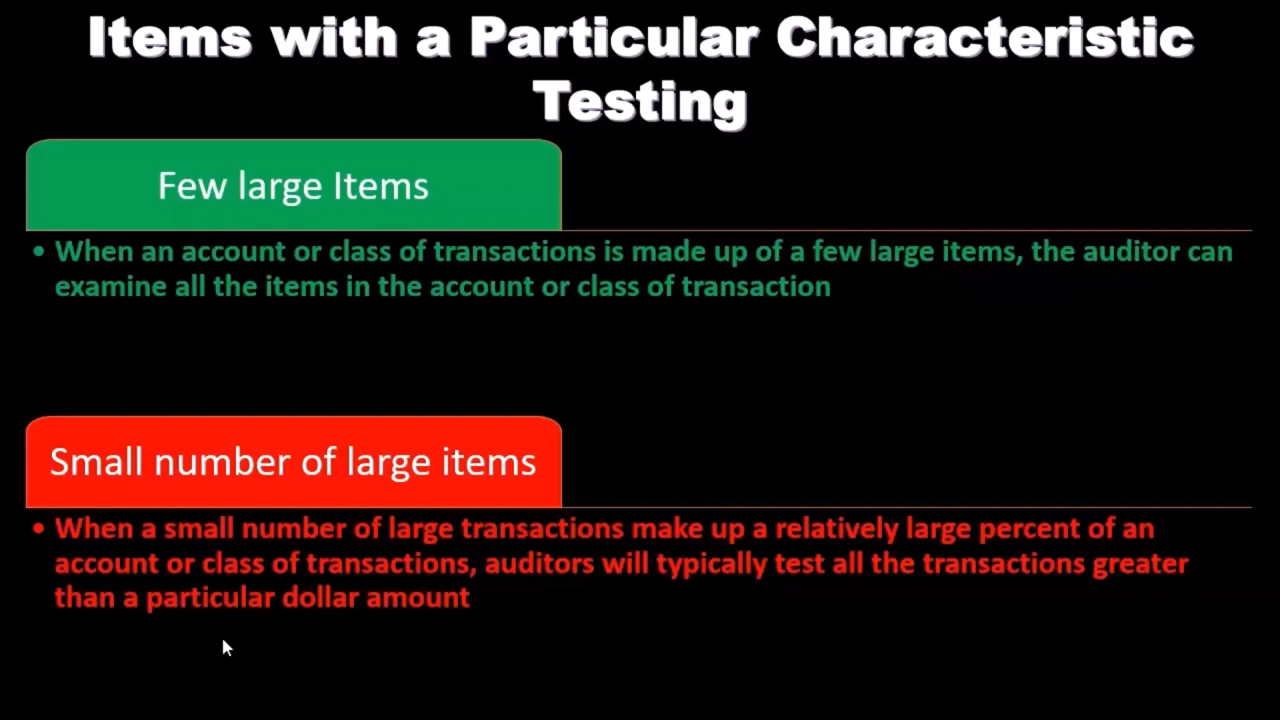 Items with a Particular Characteristic
Testing
Few large Items
• When an account or class of transactions is made up of a few large items, the auditor can
examine all the items in the account or class of transaction
Small number of large items
• When a small number of large transactions make up a relatively large percent of an
account or class of transactions, auditors will typically test all the transactions greater
than a particular dollar amount